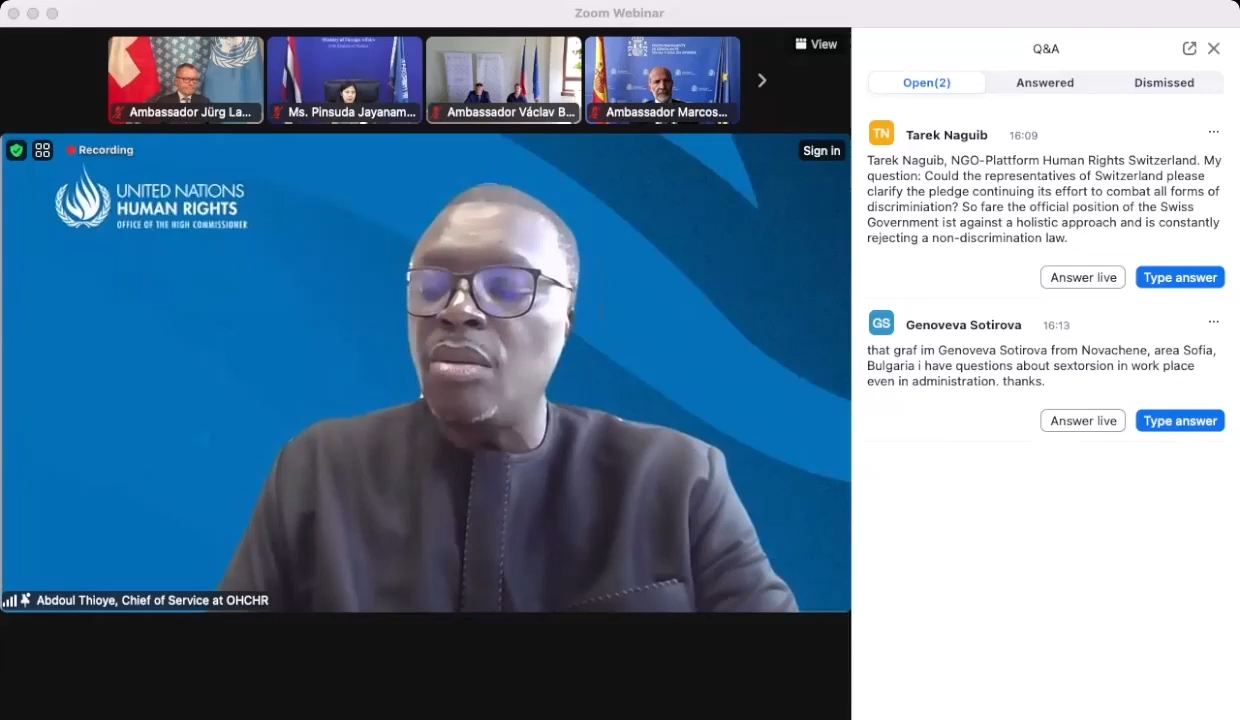 Zoom Webinar
View
Ambassador Jürg La...
Ms. Pinsuda Jayanam...
Ambassador Václav B...
Ambassador Marcos...
Recording
Sign in
UNITED NATIONS
HUMAN RIGHTS
OFFICE OF THE HIGH COMMISSIONER
Abdoul Thioye, Chief of Service at OHCHR
Q&A
Open(2)
Answered
Dismissed
TN
Tarek Naguib 16:09
Tarek Naguib, NGO-Plattform Human Rights Switzerland. My
question: Could the representatives of Switzerland please
clarify the pledge continuing its effort to combat all forms of
discriminiation? So fare the official position of the Swiss
Government ist against a holistic approach and is constantly
rejecting a non-discrimination law.
Answer live
Type answer
GS
Genoveva Sotirova 16:13
that graf im Genoveva Sotirova from Novachene, area Sofia,
Bulgaria i have questions about sextorsion in work place
even in administration. thanks.
Answer live
Type answer